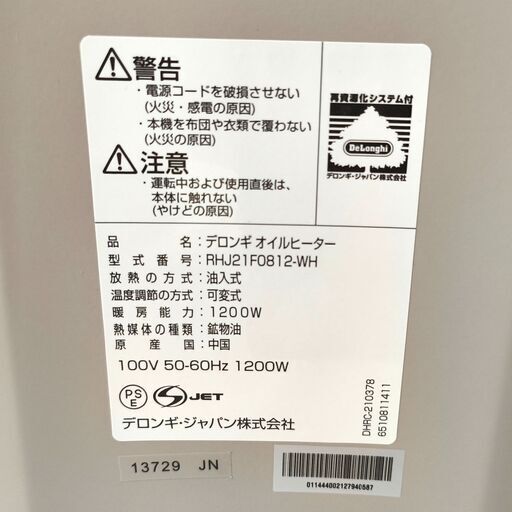 警告
・電源コードを破損させない
(火災・感電の原因)
・本機を布団や衣類で覆わない
(火災の原因)
注意
・運転中および使用直後は、
本体に触れない
(やけどの原因)
再資源化システム付
DeLonghi
デロンギ・ジャパン株式会社
品名:デロンギ オイルヒーター
型式番号:RHJ21F0812-WH
放熱の方式:油入式
温度調節の方式:可変式
暖房能力:1200W
熱媒体の種類:鉱物油
原産国:中国
100V 50-60Hz 1200W
PSE
S JET
デロンギ・ジャパン株式会社
DHRC-210378
6510811411
13729 JN
011444002127940587